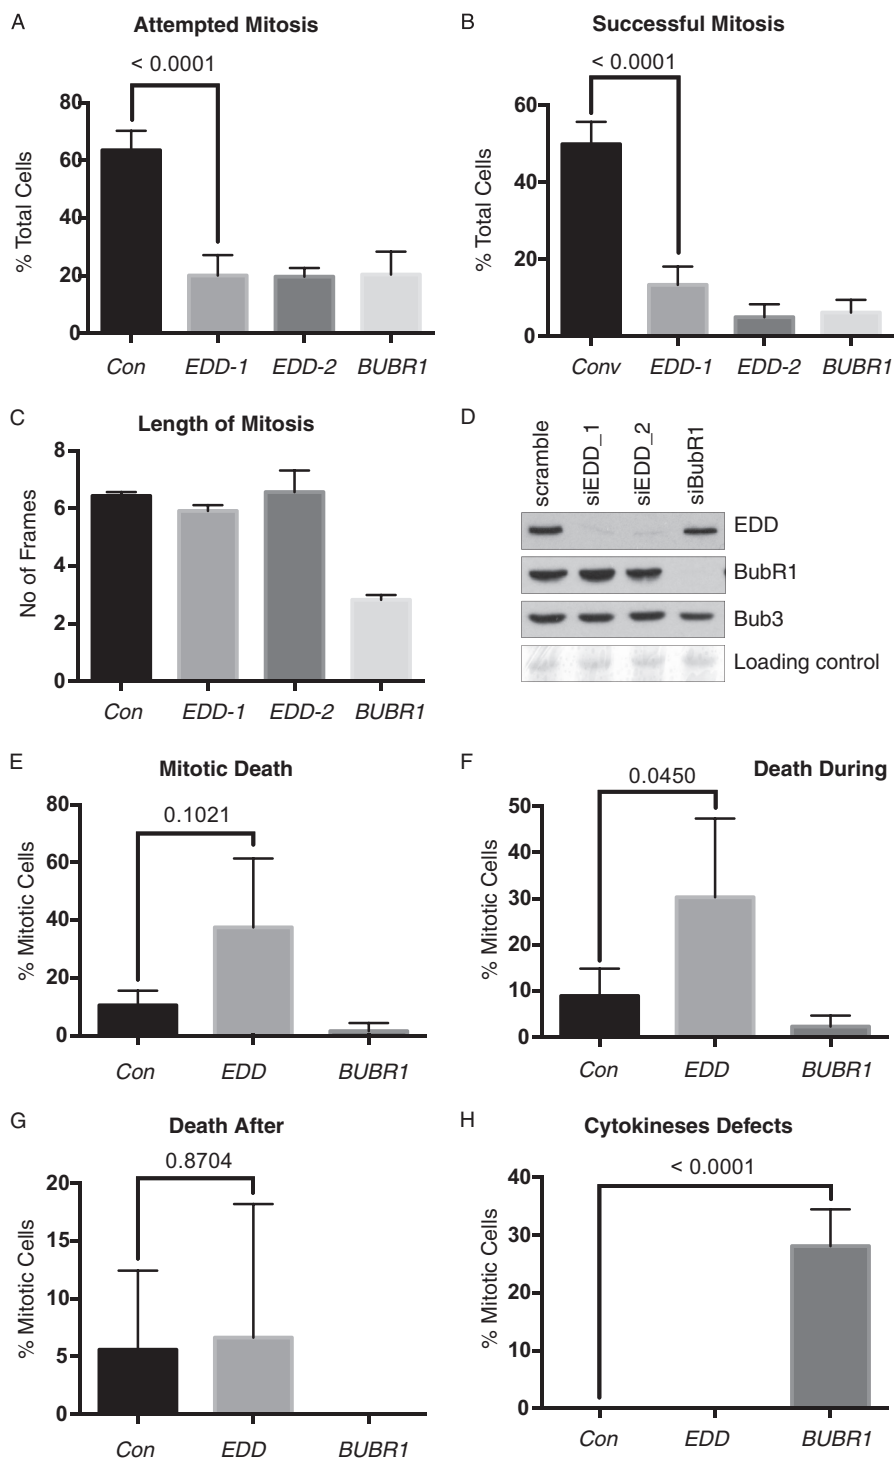 A
Attempted Mitosis
< 0.0001
% Total Cells
80
60
40
20
0
Con EDD-1 EDD-2 BUBR1
B
Successful Mitosis
< 0.0001
% Total Cells
60
40
20
0
Conv EDD-1 EDD-2 BUBR1
C
Length of Mitosis
No of Frames
8
6
4
2
0
Con EDD-1 EDD-2 BUBR1
D
scramble
siEDD_1
siEDD_2
siBubR1
EDD
BubR1
Bub3
Loading control
E
Mitotic Death
0.1021
% Mitotic Cells
80
60
40
20
0
Con EDD BUBR1
F
Death During
0.0450
% Mitotic Cells
50
40
30
20
10
0
Con EDD BUBR1
G
Death After
0.8704
% Mitotic Cells
20
15
10
5
0
Con EDD BUBR1
H
Cytokineses Defects
< 0.0001
% Mitotic Cells
40
30
20
10
0
Con EDD BUBR1